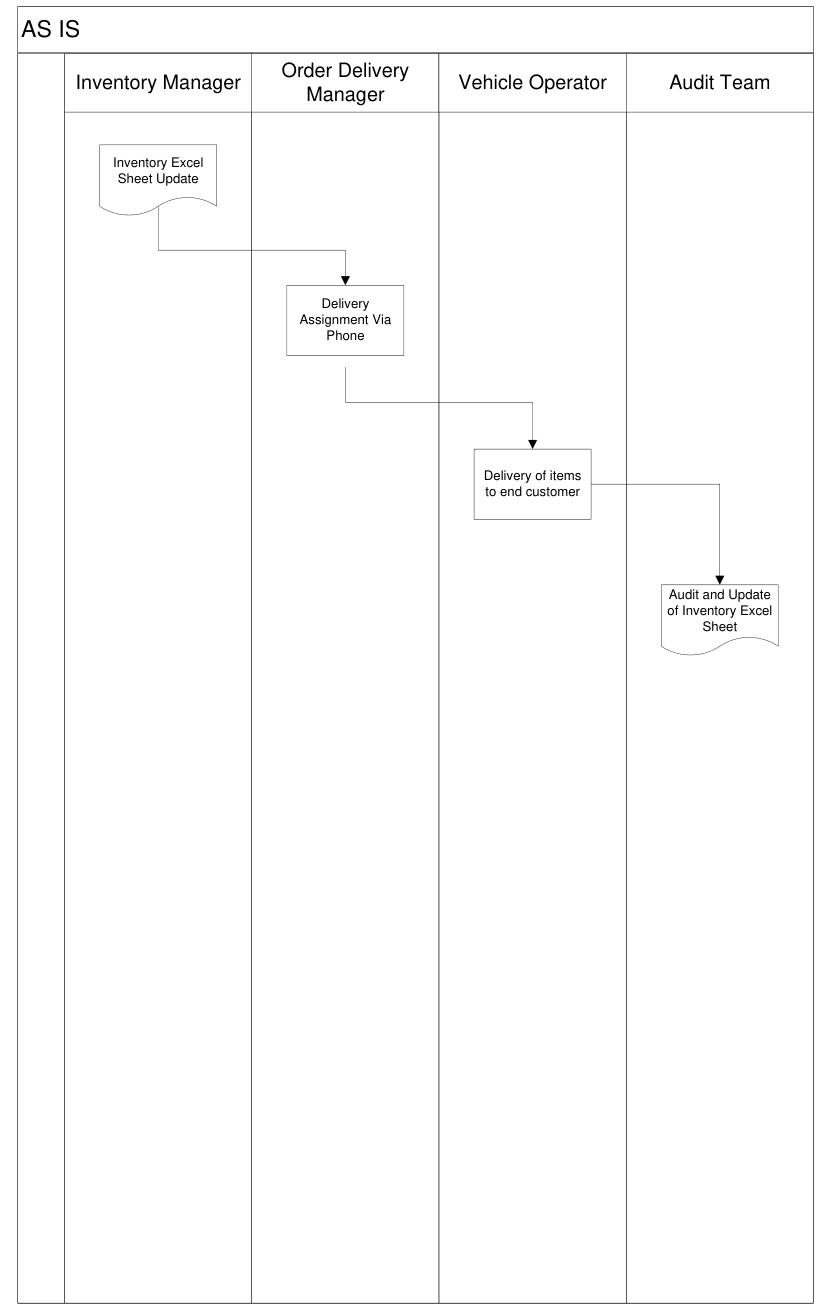 AS IS
Inventory Manager
Order Delivery
Manager
Vehicle Operator
Audit Team
Inventory Excel
Sheet Update
Delivery
Assignment Via
Phone
Delivery of items
to end customer
Audit and Update
of Inventory Excel
Sheet